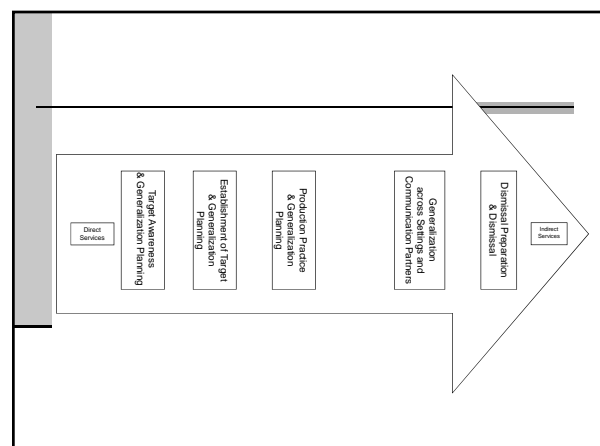 Direct
Services
Target Awareness
& Generalization Planning
Establishment of Target
& Generalization
Planning
Production Practice
& Generalization
Planning
Generalization
across Settings and
Communication Partners
Dismissal Preparation
& Dismissal
Indirect
Services